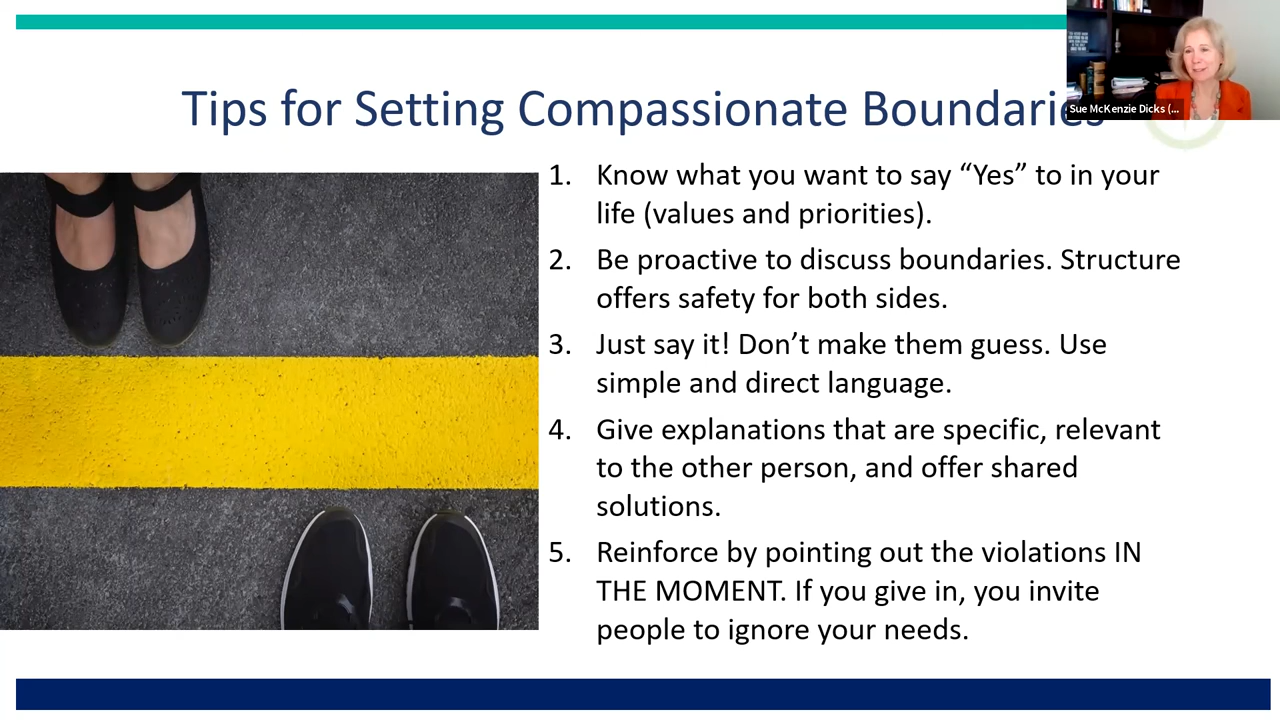 Sue McKenzie Dicks (...
Tips for Setting Compassionate Boundaries
1. Know what you want to say “Yes” to in your
life (values and priorities).
2. Be proactive to discuss boundaries. Structure
offers safety for both sides.
3. Just say it! Don’t make them guess. Use
simple and direct language.
4. Give explanations that are specific, relevant
to the other person, and offer shared
solutions.
5. Reinforce by pointing out the violations IN
THE MOMENT. If you give in, you invite
people to ignore your needs.